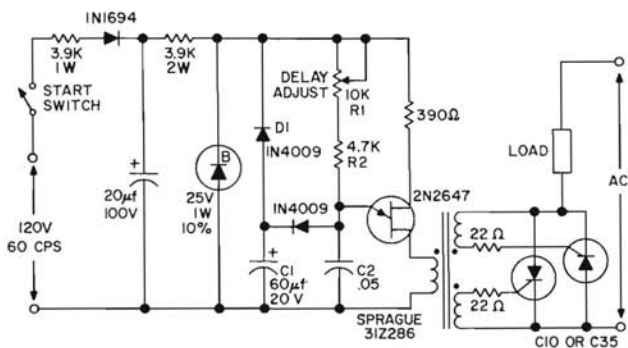 1N1694
3.9K
1W
3.9K
2W
START
SWITCH
DELAY
ADJUST
10K
R1
390Ω
D1
1N4009
4.7K
R2
LOAD
AC
+
20μf
100V
B
25V
1W
10%
1N4009
2N2647
120V
60 CPS
+
C1
60μf
20V
C2
.05
22Ω
22Ω
SPRAGUE
31Z286
C10 OR C35